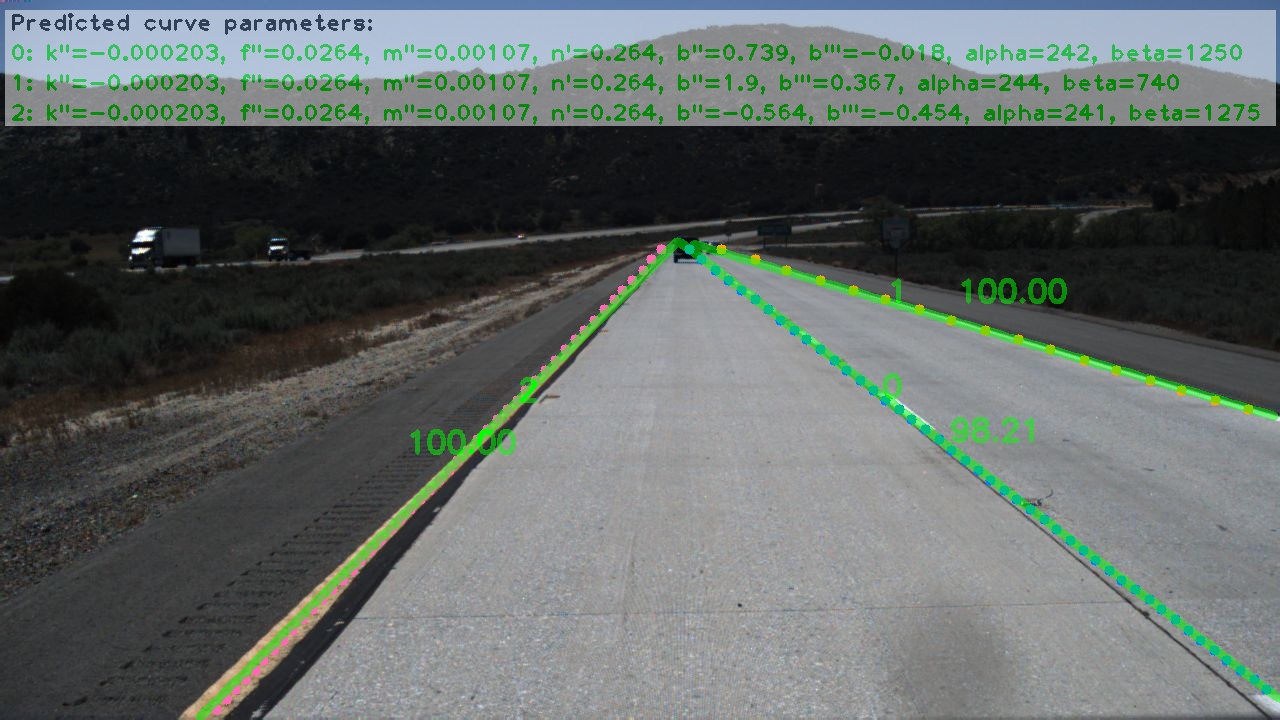 Predicted curve parameters:
0: k''=-0.000203, f''=0.0264, m''=0.00107, n'=0.264, b''=0.739, b'''=-0.018, alpha=242, beta=1250
1: k''=-0.000203, f''=0.0264, m''=0.00107, n'=0.264, b''=1.9, b'''=0.367, alpha=244, beta=740
2: k''=-0.000203, f''=0.0264, m''=0.00107, n'=0.264, b''=-0.564, b'''=-0.454, alpha=241, beta=1275
1 100.00
2 0
100.00 98.21